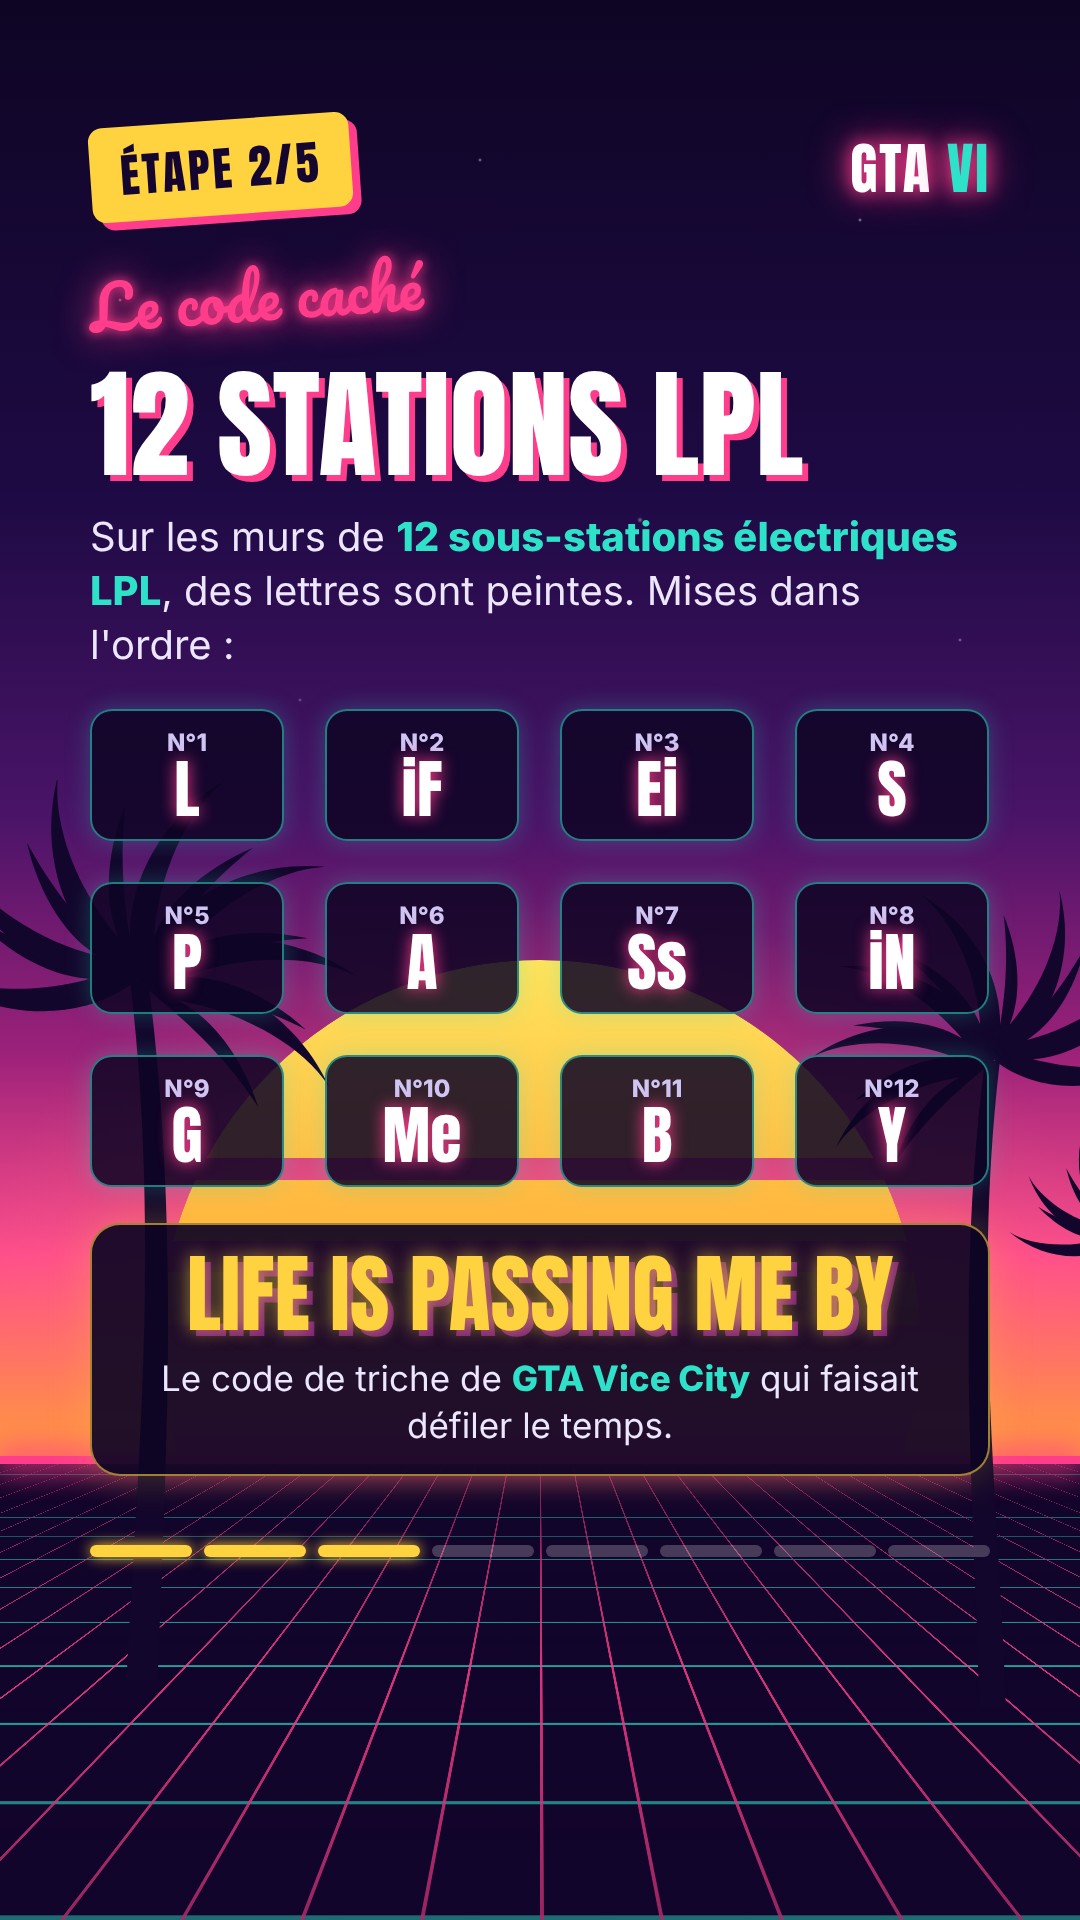 ÉTAPE 2/5
GTA VI
Le code caché
12 STATIONS LPL
Sur les murs de 12 sous-stations électriques
LPL, des lettres sont peintes. Mises dans
l'ordre :
N°1
L
N°2
iF
N°3
Ei
N°4
S
N°5
P
N°6
A
N°7
Ss
N°8
iN
N°9
G
N°10
Me
N°11
B
N°12
Y
LIFE IS PASSING ME BY
Le code de triche de GTA Vice City qui faisait
défiler le temps.